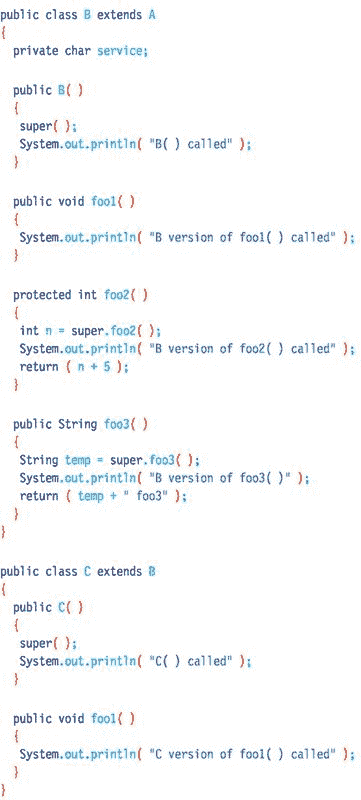 public class B extends A
{
private char service;
public B( )
{
super( );
System.out.println( "B( ) called" );
}
public void foo1( )
{
System.out.println( "B version of foo1( ) called" );
}
protected int foo2( )
{
int n = super.foo2( );
System.out.println( "B version of foo2( ) called" );
return ( n + 5 );
}
public String foo3( )
{
String temp = super.foo3( );
System.out.println( "B version of foo3( )" );
return ( temp + " foo3" );
}
}
public class C extends B
{
public C( )
{
super( );
System.out.println( "C( ) called" );
}
public void foo1( )
{
System.out.println( "C version of foo1( ) called" );
}
}